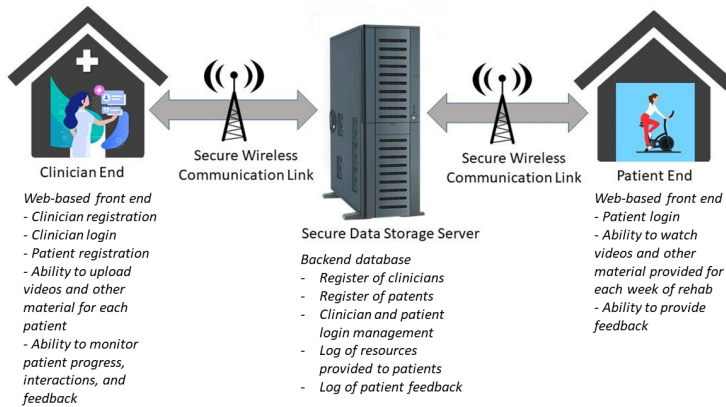 Clinician End
Web-based front end
- Clinician registration
- Clinician login
- Patient registration
- Ability to upload
videos and other
material for each
patient
- Ability to monitor
patient progress,
interactions, and
feedback
Secure Wireless
Communication Link
Secure Data Storage Server
Backend database
- Register of clinicians
- Register of patents
- Clinician and patient
login management
- Log of resources
provided to patients
- Log of patient feedback
Secure Wireless
Communication Link
Patient End
Web-based front end
- Patient login
- Ability to watch
videos and other
material provided for
each week of rehab
- Ability to provide
feedback